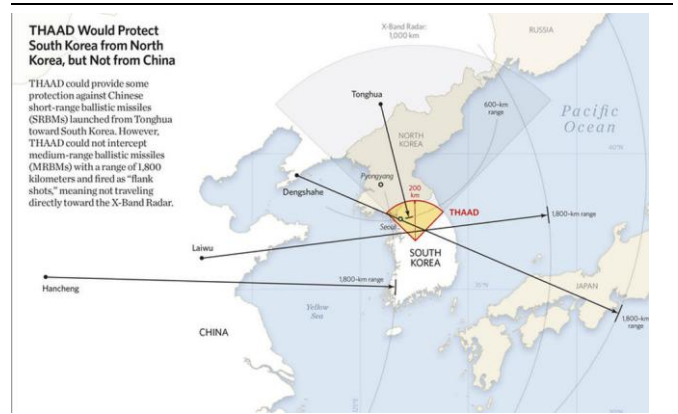 THAAD Would Protect
South Korea from North
Korea, but Not from China
THAAD could provide some
protection against Chinese
short-range ballistic missiles
(SRBMs) launched from Tonghua
toward South Korea. However,
THAAD could not intercept
medium-range ballistic missiles
(MRBMs) with a range of 1,800
kilometers and fired as “flank
shots,” meaning not traveling
directly toward the X-Band Radar.
X-Band Radar:
1,000 km
RUSSIA
Tonghua
600-km
range
Pacific
Ocean
NORTH
KOREA
40°N
Pyongyang
Dengshahe
200
km
THAAD
Seoul
1,800-km
range
Laiwu
SOUTH
KOREA
Hancheng
1,800-km range
JAPAN
Yellow
Sea
1,800-km
range
CHINA